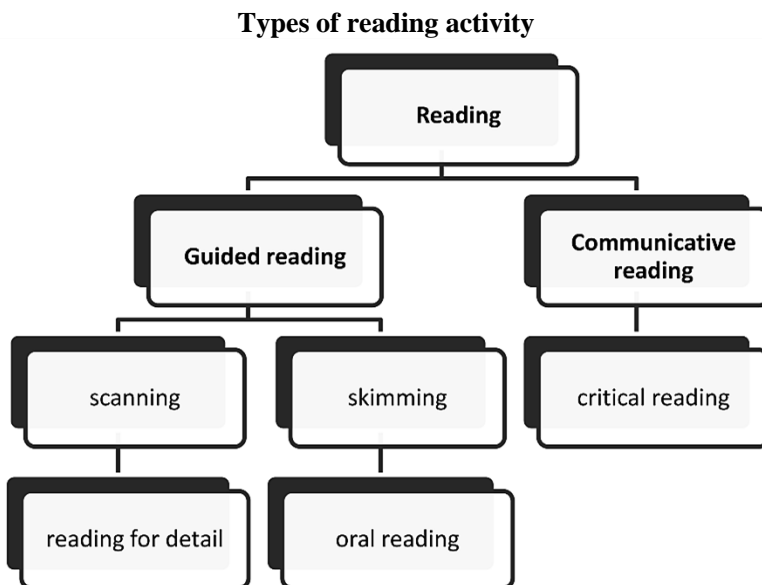 Types of reading activity
Reading
Guided reading
Communicative
reading
scanning
skimming
critical reading
reading for detail
oral reading